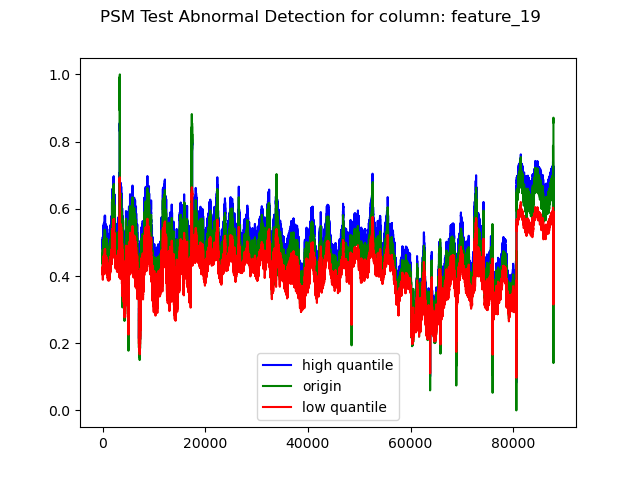 PSM Test Abnormal Detection for column: feature_19
1.0
0.8
0.6
0.4
0.2
0.0
high quantile
origin
low quantile
0
20000
40000
60000
80000